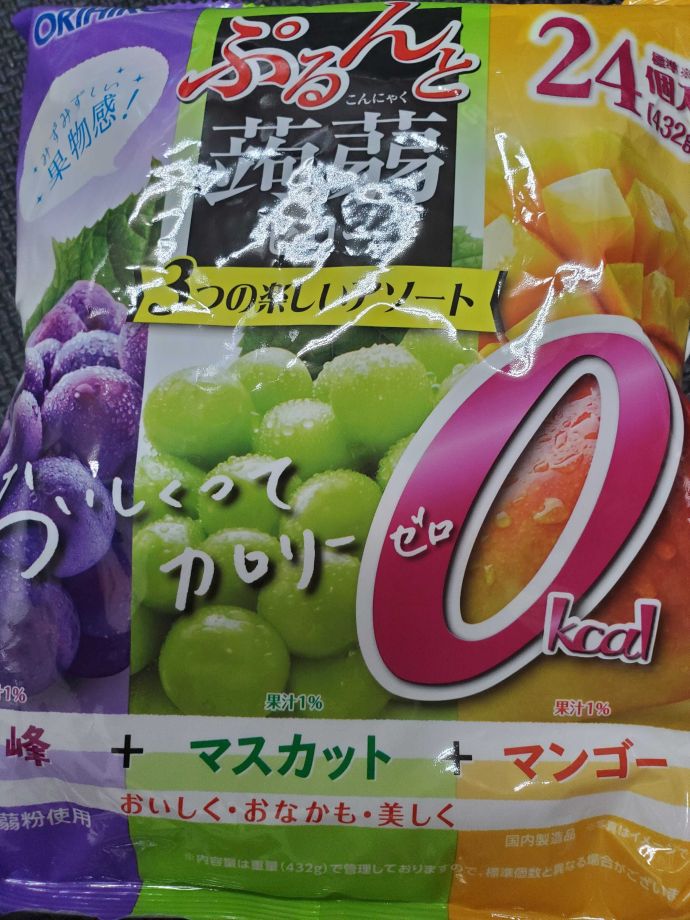 ORIHIRO
みずみずしい
果物感!
ぷるんと
こんにゃく
蒟蒻
24
標準
個入
[432g]
3つの楽しいアソート
おいしくって
カロリー
ゼロ
0
kcal
果汁1%
果汁1%
果汁1%
峰 + マスカット + マンゴー
おいしく・おなかも・美しく
蒻粉使用
国内製造品
※内容量は重量(432g)で管理しておりますので、標準個数と異なる場合がございま